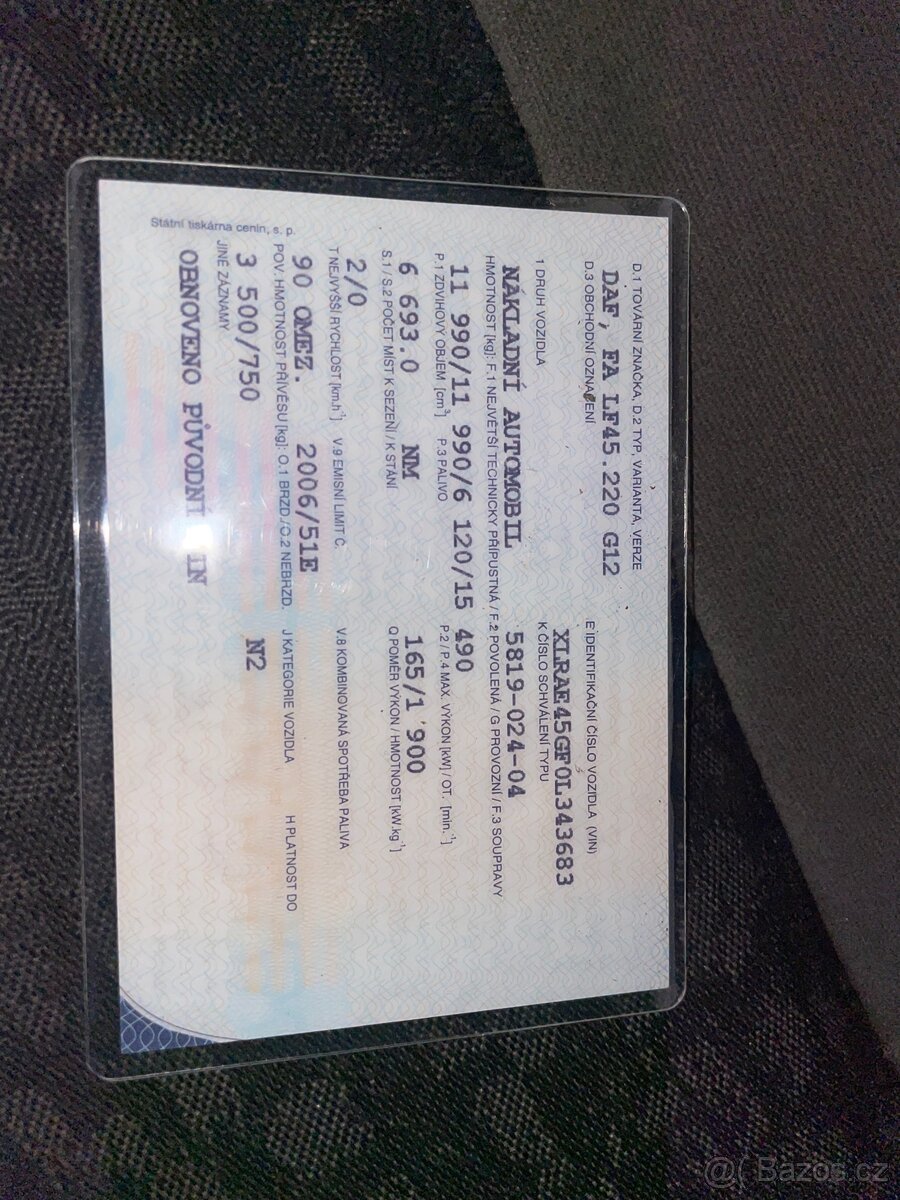 D.1 TOVÁRNÍ ZNAČKA, D.2 TYP, VARIANTA, VERZE
DAF, FA LF45.220 G12
D.3 OBCHODNÍ OZNAČENÍ E IDENTIFIKAČNÍ ČÍSLO VOZIDLA (VIN)
XLRAE45GF0L343683
1 DRUH VOZIDLA K ČÍSLO SCHVÁLENÍ TYPU
NÁKLADNÍ AUTOMOBIL 5819-024-04
HMOTNOST [kg]: F.1 NEJVĚTŠÍ TECHNICKY PŘÍPUSTNÁ / F.2 POVOLENÁ / G PROVOZNÍ / F.3 SOUPRAVY
11 990/11 990/6 120/15 490
P.1 ZDVIHOVÝ OBJEM [cm³] P.3 PALIVO P.2 / P.4 MAX. VÝKON [kW] / OT. [min.⁻¹]
6 693.0 NM 165/1 900
S.1 / S.2 POČET MÍST K SEZENÍ / K STÁNÍ Q POMĚR VÝKON / HMOTNOST [kW.kg⁻¹]
2/0
T NEJVYŠŠÍ RYCHLOST [km.h⁻¹] V.9 EMISNÍ LIMIT Č. V.8 KOMBINOVANÁ SPOTŘEBA PALIVA
90 OMEZ. 2006/51E
POV. HMOTNOST PŘÍVĚSU [kg]: O.1 BRZD./O.2 NEBRZD. J KATEGORIE VOZIDLA H PLATNOST DO
3 500/750 N2
JINÉ ZÁZNAMY
OBNOVENO PŮVODNÍ IN
Státní tiskárna cenin, s. p.
@( Bazoš.cz